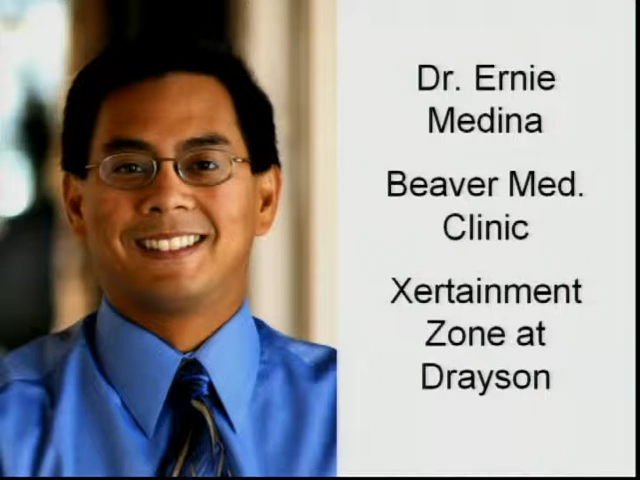 Dr. Ernie
Medina
Beaver Med.
Clinic
Xertainment
Zone at
Drayson